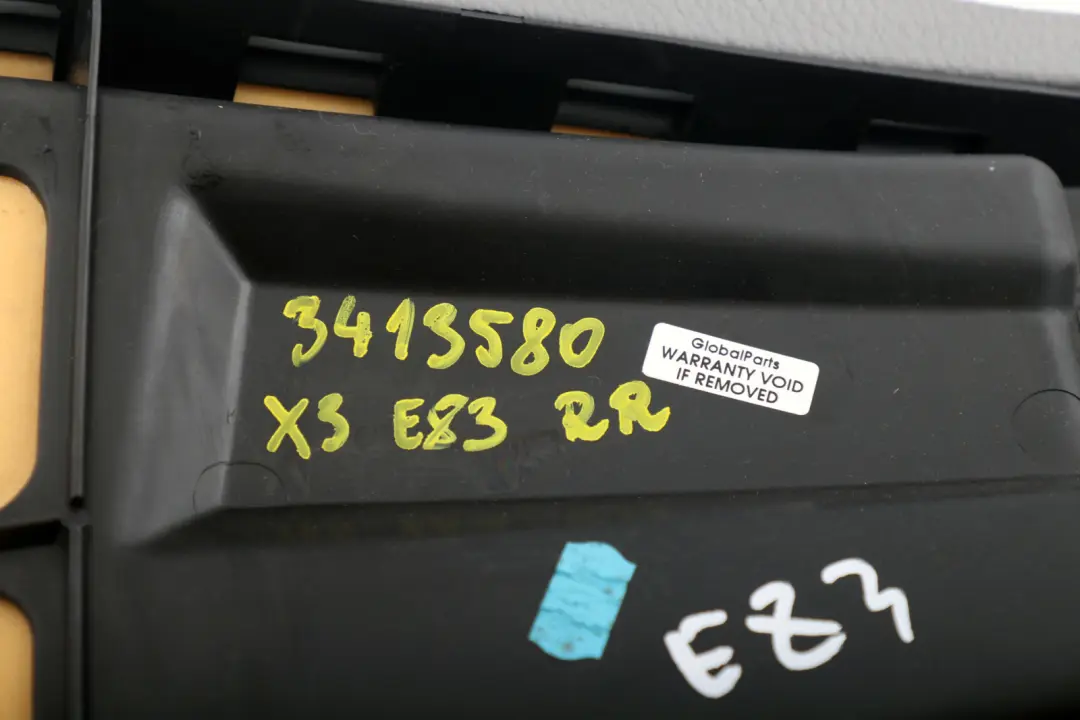 3413580
X3 E83 RR
GlobalParts
WARRANTY VOID
IF REMOVED
E83